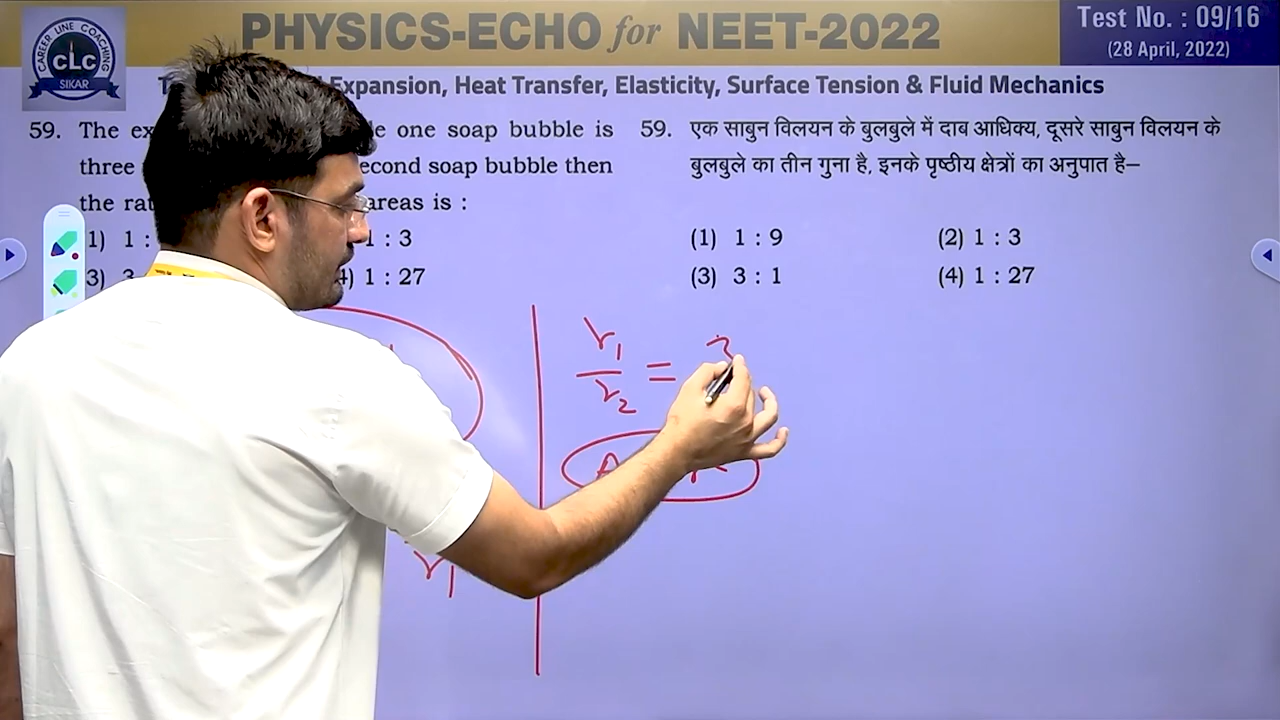 PHYSICS-ECHO for NEET-2022
Test No. : 09/16
(28 April, 2022)
CAREER LINE COACHING
CLC
SIKAR
Expansion, Heat Transfer, Elasticity, Surface Tension & Fluid Mechanics
59. The one soap bubble is
three second soap bubble then
the areas is :
1) 1 : 1 : 3
3) 3 4) 1 : 27
59. एक साबुन विलयन के बुलबुले में दाब आधिक्य, दूसरे साबुन विलयन के
बुलबुले का तीन गुना है, इनके पृष्ठीय क्षेत्रों का अनुपात है–
(1) 1 : 9 (2) 1 : 3
(3) 3 : 1 (4) 1 : 27
r₁
r₂ =
r₁